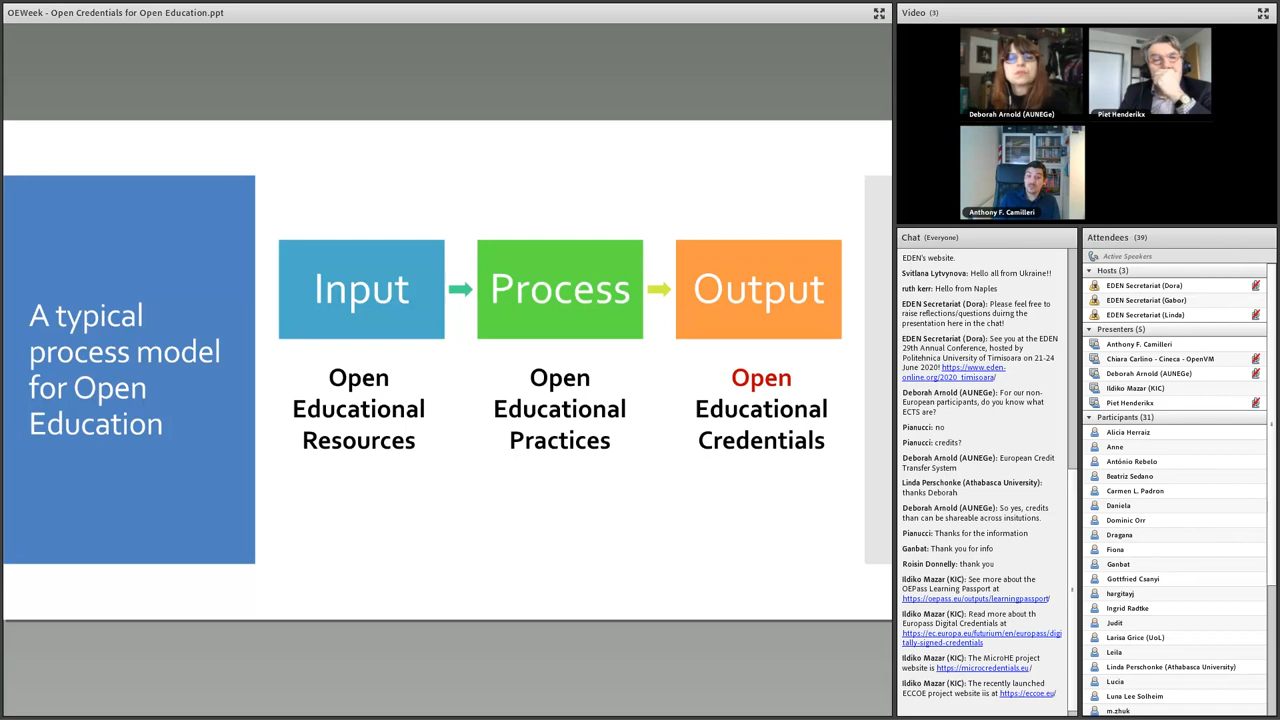 OEWeek - Open Credentials for Open Education.ppt
A typical
process model
for Open
Education
Input
Process
Output
Open
Educational
Resources
Open
Educational
Practices
Open
Educational
Credentials
Video (3)
Deborah Arnold (AUNEGe)
Piet Henderikx
Anthony F. Camilleri
Chat (Everyone)
EDEN's website.
Svitlana Lytvynova: Hello all from Ukraine!!
ruth kerr: Hello from Naples
EDEN Secretariat (Dora): Please feel free to
raise reflections/questions duirng the
presentation here in the chat!
EDEN Secretariat (Dora): See you at the EDEN
29th Annual Conference, hosted by
Politehnica University of Timisoara on 21-24
June 2020! https://www.eden-
online.org/2020_timisoara/
Deborah Arnold (AUNEGe): For our non-
European participants, do you know what
ECTS are?
Pianucci: no
Pianucci: credits?
Deborah Arnold (AUNEGe): European Credit
Transfer System
Linda Perschonke (Athabasca University):
thanks Deborah
Deborah Arnold (AUNEGe): So yes, credits
than can be shareable across insitutions.
Pianucci: Thanks for the information
Ganbat: Thank you for info
Roisin Donnelly: thank you
Ildiko Mazar (KIC): See more about the
OEPass Learning Passport at
https://oepass.eu/outputs/learningpassport/
Ildiko Mazar (KIC): Read more about th
Europass Digital Credentials at
https://ec.europa.eu/futurium/en/europass/digi
tally-signed-credentials
Ildiko Mazar (KIC): The MicroHE project
website is https://microcredentials.eu/
Ildiko Mazar (KIC): The recently launched
ECCOE project website iis at https://eccoe.eu/
Attendees (39)
Active Speakers
Hosts (3)
EDEN Secretariat (Dora)
EDEN Secretariat (Gabor)
EDEN Secretariat (Linda)
Presenters (5)
Anthony F. Camilleri
Chiara Carlino - Cineca - OpenVM
Deborah Arnold (AUNEGe)
Ildiko Mazar (KIC)
Piet Henderikx
Participants (31)
Alicia Herraiz
Anne
António Rebelo
Beatriz Sedano
Carmen L. Padron
Daniela
Dominic Orr
Dragana
Fiona
Ganbat
Gottfried Csanyi
hargitayj
Ingrid Radtke
Judit
Larisa Grice (UoL)
Leila
Linda Perschonke (Athabasca University)
Lucia
Luna Lee Solheim
m.zhuk